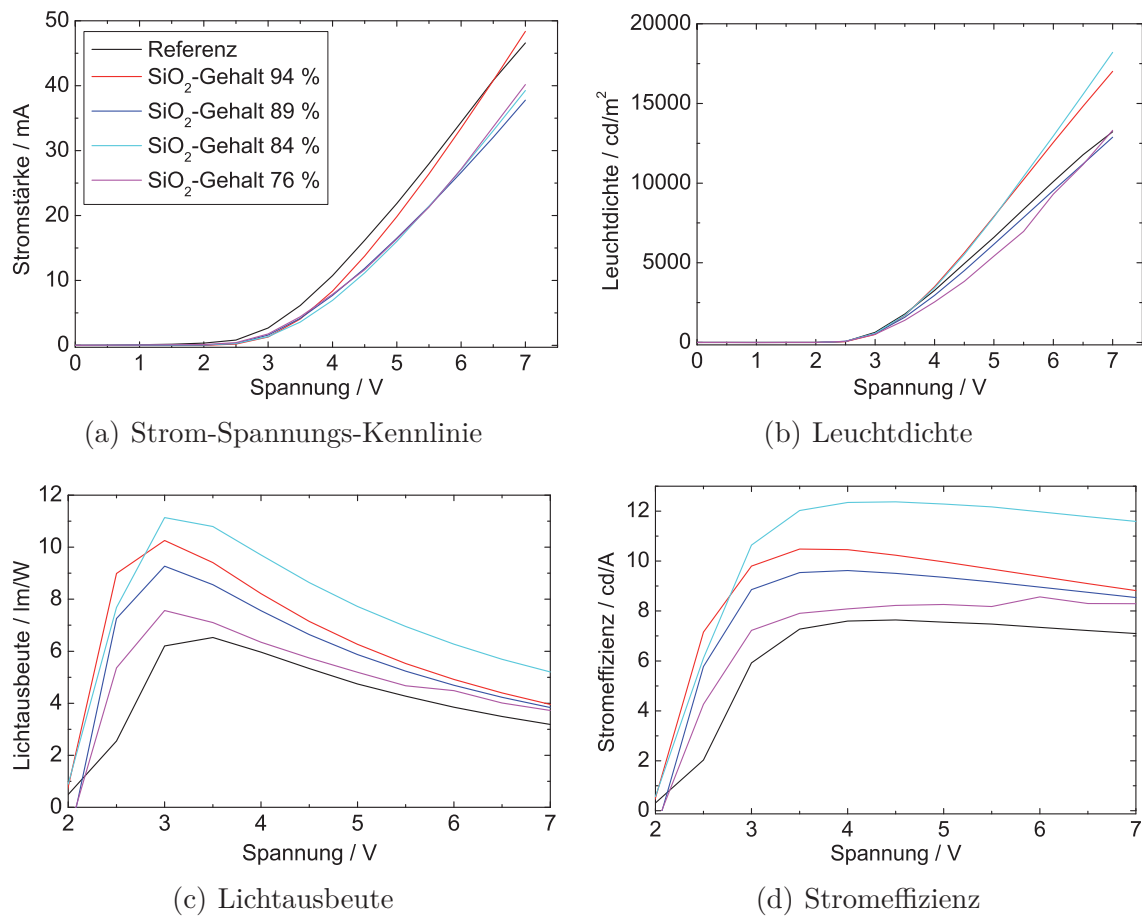 50
40
30
20
10
0
Stromstärke / mA
Referenz
SiO₂-Gehalt 94 %
SiO₂-Gehalt 89 %
SiO₂-Gehalt 84 %
SiO₂-Gehalt 76 %
0 1 2 3 4 5 6 7
Spannung / V
(a) Strom-Spannungs-Kennlinie
20000
15000
10000
5000
0
Leuchtdichte / cd/m²
0 1 2 3 4 5 6 7
Spannung / V
(b) Leuchtdichte
12
10
8
6
4
2
0
Lichtausbeute / lm/W
2 3 4 5 6 7
Spannung / V
(c) Lichtausbeute
12
10
8
6
4
2
0
Stromeffizienz / cd/A
2 3 4 5 6 7
Spannung / V
(d) Stromeffizienz